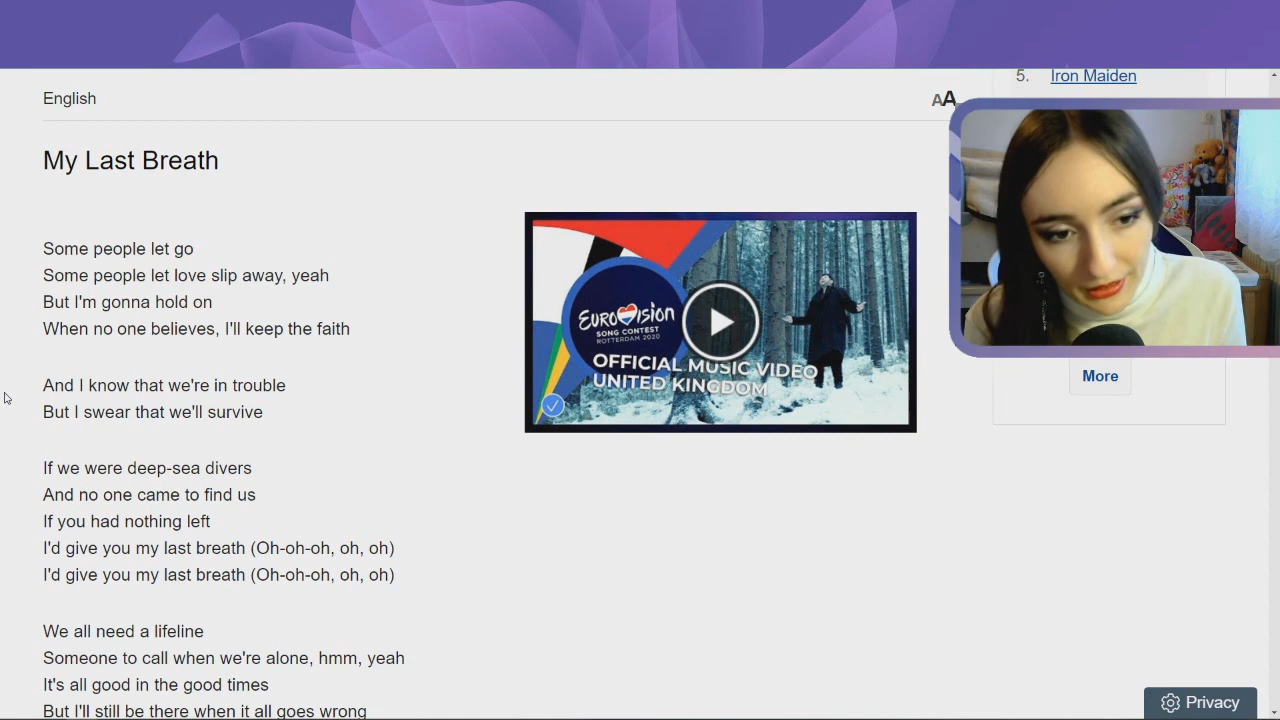 5. Iron Maiden
English
AA
My Last Breath
Some people let go
Some people let love slip away, yeah
But I'm gonna hold on
When no one believes, I'll keep the faith
And I know that we're in trouble
But I swear that we'll survive
If we were deep-sea divers
And no one came to find us
If you had nothing left
I'd give you my last breath (Oh-oh-oh, oh, oh)
I'd give you my last breath (Oh-oh-oh, oh, oh)
We all need a lifeline
Someone to call when we're alone, hmm, yeah
It's all good in the good times
But I'll still be there when it all goes wrong
EUROVISION
SONG CONTEST
ROTTERDAM 2020
OFFICIAL MUSIC VIDEO
UNITED KINGDOM
More
Privacy